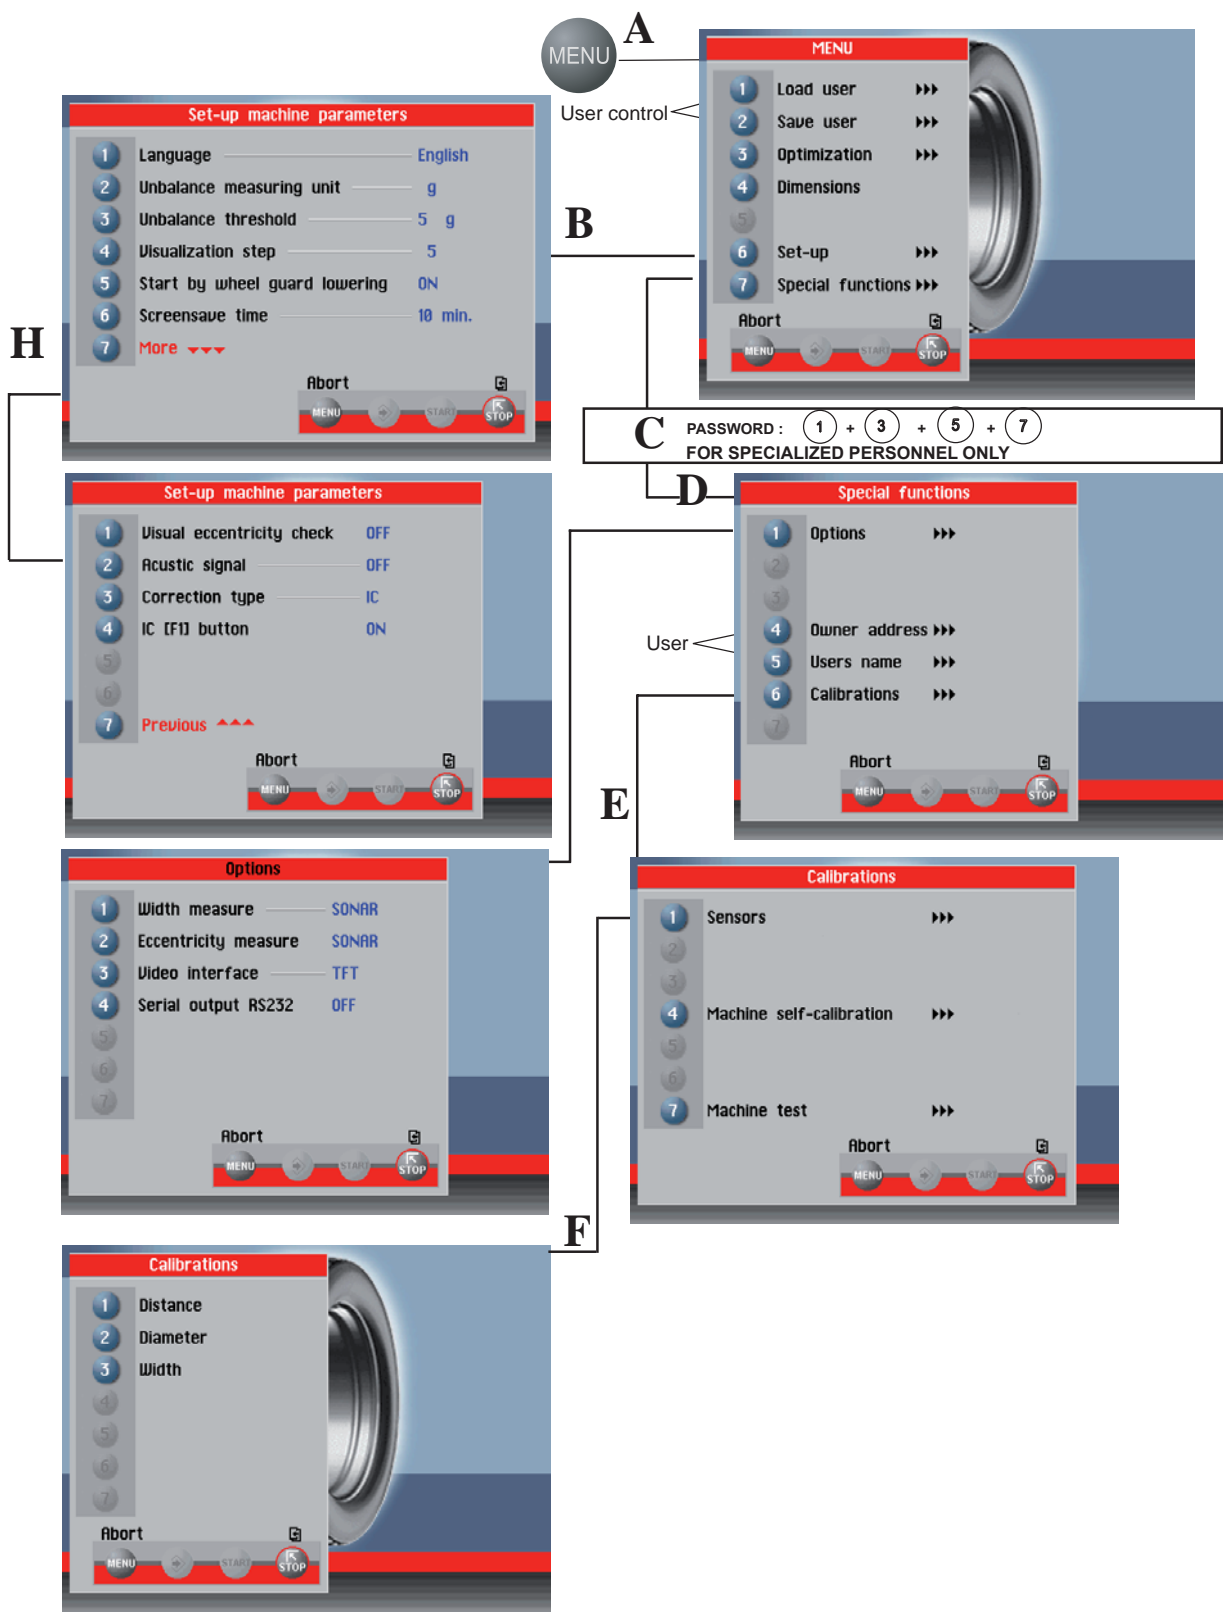 A
MENU
User control
MENU
1 Load user
2 Save user
3 Optimization
4 Dimensions
5
6 Set-up
7 Special functions
Abort
MENU START STOP
Set-up machine parameters
1 Language English
2 Unbalance measuring unit g
3 Unbalance threshold 5 g
4 Visualization step 5
5 Start by wheel guard lowering ON
6 Screensave time 10 min.
7 More
Abort
MENU START STOP
B
H
C PASSWORD : 1 + 3 + 5 + 7
FOR SPECIALIZED PERSONNEL ONLY
D
Set-up machine parameters
1 Visual eccentricity check OFF
2 Acustic signal OFF
3 Correction type IC
4 IC [F1] button ON
5
6
7 Previous
Abort
MENU START STOP
Special functions
1 Options
2
3
4 Owner address
5 Users name
6 Calibrations
7
Abort
MENU START STOP
User
E
Options
1 Width measure SONAR
2 Eccentricity measure SONAR
3 Video interface TFT
4 Serial output RS232 OFF
5
6
7
Abort
MENU START STOP
Calibrations
1 Sensors
2
3
4 Machine self-calibration
5
6
7 Machine test
Abort
MENU START STOP
F
Calibrations
1 Distance
2 Diameter
3 Width
4
5
6
7
Abort
MENU START STOP